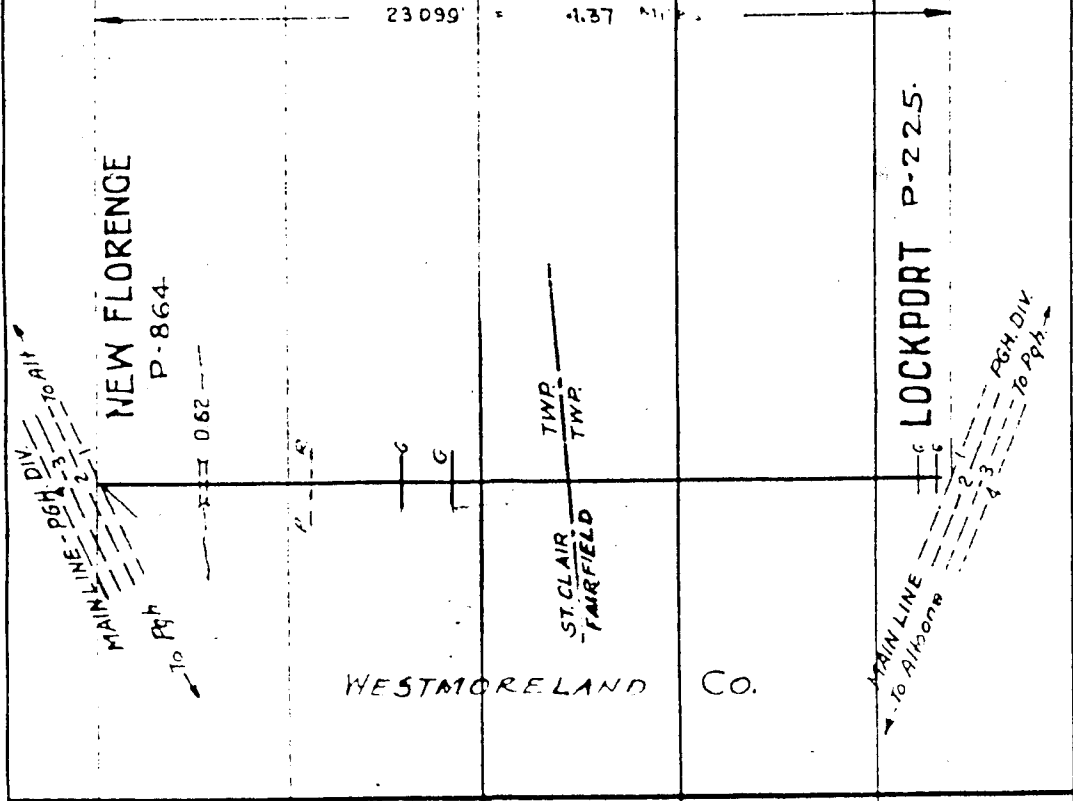 23099' =
NEW FLORENCE
P-864
MAIN LINE - PGH. DIV.
To Alt
1
2
3
To Pgh
0.62
G
G
TWP.
TWP.
ST. CLAIR
FAIRFIELD
LOCKPORT P-225.
G
G
PGH. DIV.
To Pgh.
1
2
3
4
MAIN LINE
To Altoona
WESTMORELAND CO.